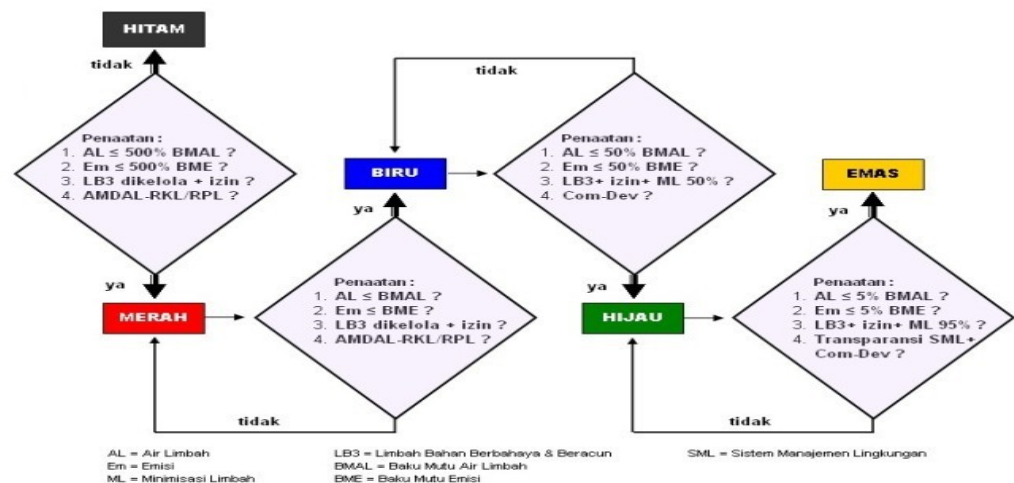 HITAM
tidak
Penaatan :
1. AL ≤ 500% BMAL ?
2. Em ≤ 500% BME ?
3. LB3 dikelola + izin ?
4. AMDAL-RKL/RPL ?
ya
MERAH
Penaatan :
1. AL ≤ BMAL ?
2. Em ≤ BME ?
3. LB3 dikelola + izin ?
4. AMDAL-RKL/RPL ?
tidak
ya
BIRU
tidak
Penaatan :
1. AL ≤ 50% BMAL ?
2. Em ≤ 50% BME ?
3. LB3+ izin+ ML 50% ?
4. Com-Dev ?
ya
HIJAU
Penaatan :
1. AL ≤ 5% BMAL ?
2. Em ≤ 5% BME ?
3. LB3+ izin+ ML 95% ?
4. Transparansi SML+
Com-Dev ?
tidak
ya
EMAS
AL = Air Limbah
Em = Emisi
ML = Minimisasi Limbah
LB3 = Limbah Bahan Berbahaya & Beracun
BMAL = Baku Mutu Air Limbah
BME = Baku Mutu Emisi
SML = Sistem Manajemen Lingkungan